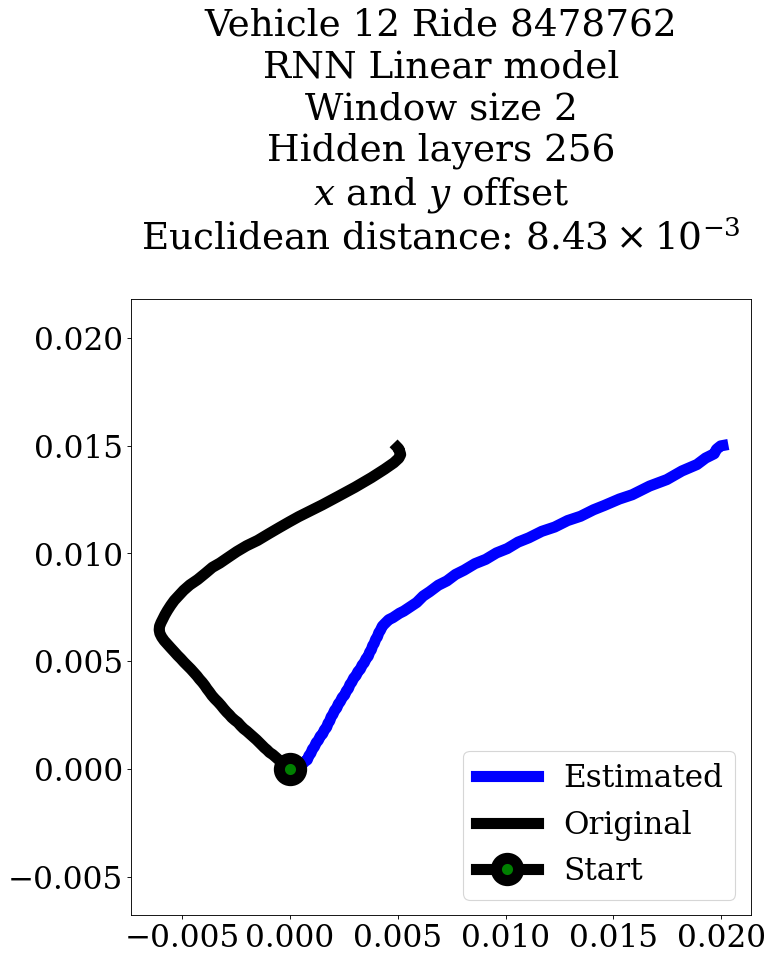 Vehicle 12 Ride 8478762
RNN Linear model
Window size 2
Hidden layers 256
x and y offset
Euclidean distance: 8.43 × 10⁻³
0.020
0.015
0.010
0.005
0.000
−0.005
Estimated
Original
Start
−0.005 0.000 0.005 0.010 0.015 0.020